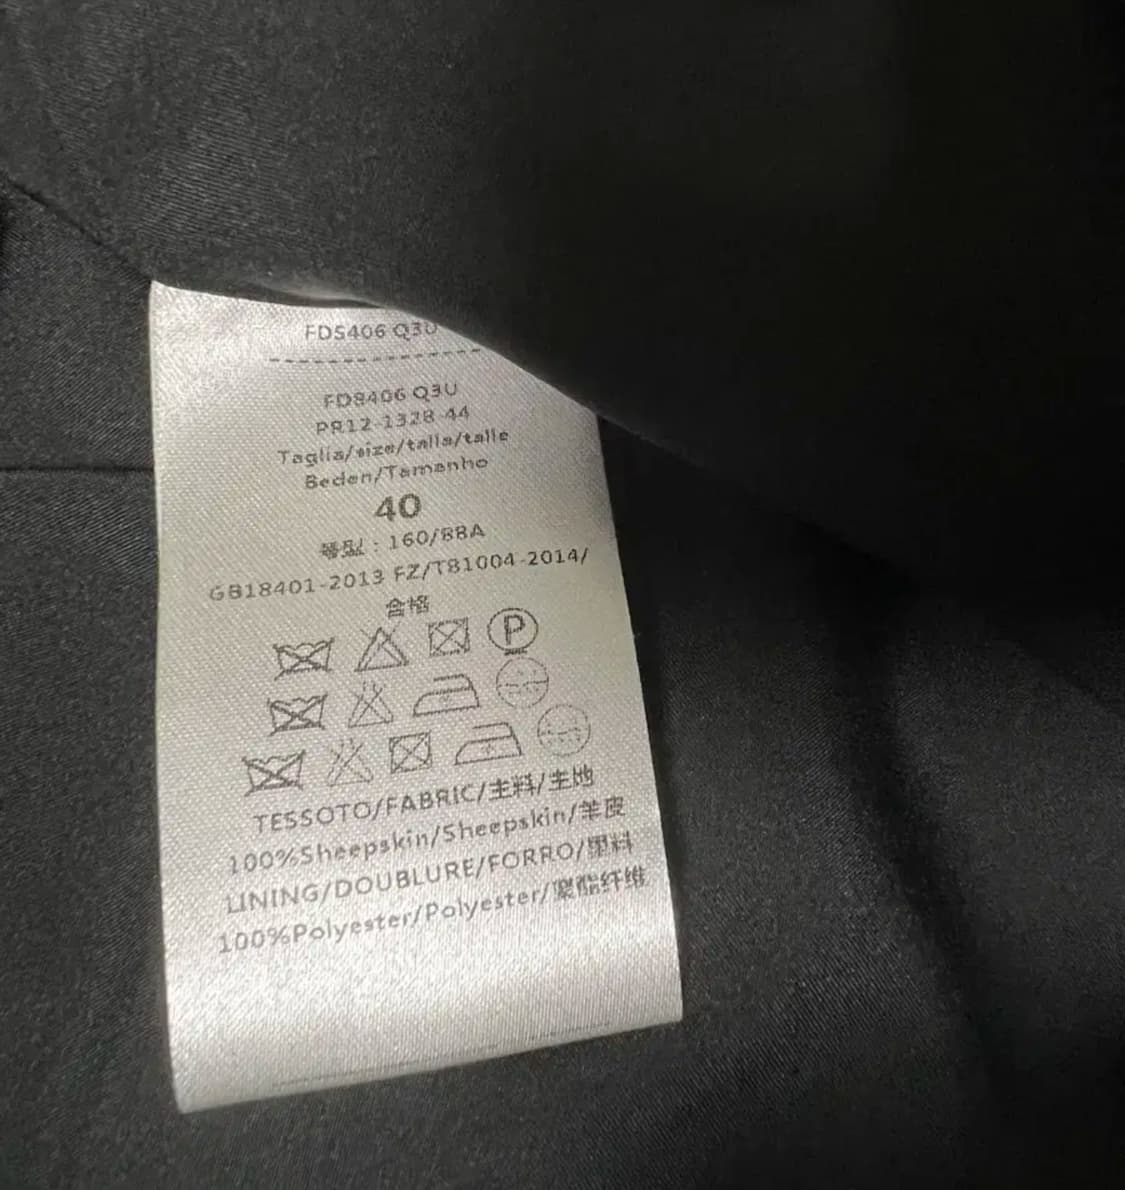 FD5406 Q3U
FD8406 Q3U
PR12-1328-44
Taglia/size/talla/talle
Beden/Tamanho
40
号型：160/88A
GB18401-2013 FZ/T81004-2014/
合格
P
TESSOTO/FABRIC/主料/主地
100%Sheepskin/Sheepskin/羊皮
LINING/DOUBLURE/FORRO/里料
100%Polyester/Polyester/聚酯纤维